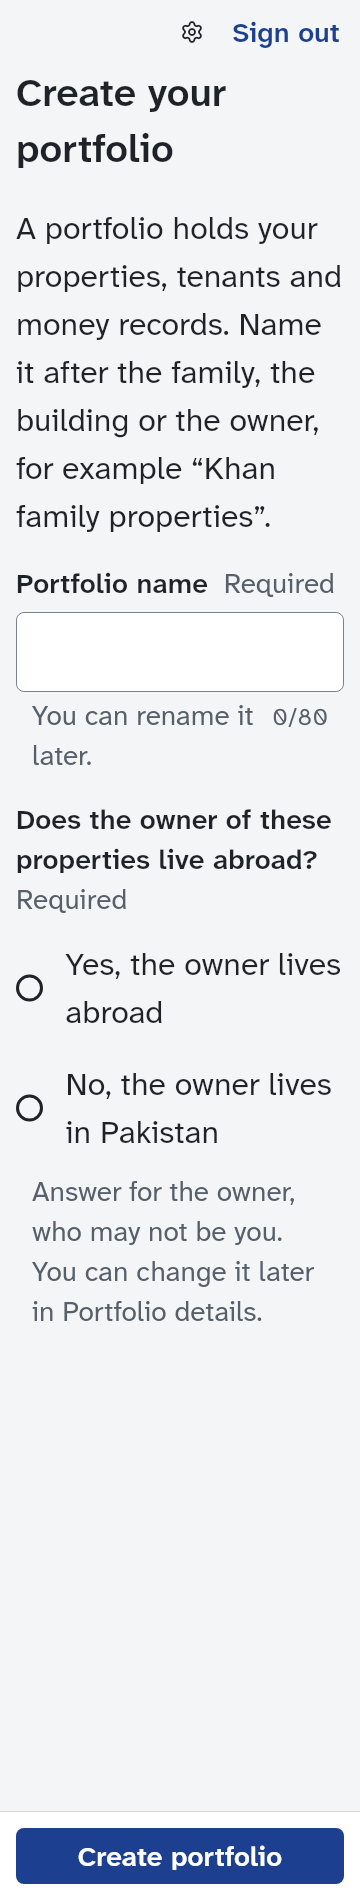 Sign out
Create your
portfolio
A portfolio holds your
properties, tenants and
money records. Name
it after the family, the
building or the owner,
for example “Khan
family properties”.
Portfolio name Required
You can rename it 0/80
later.
Does the owner of these
properties live abroad?
Required
Yes, the owner lives
abroad
No, the owner lives
in Pakistan
Answer for the owner,
who may not be you.
You can change it later
in Portfolio details.
Create portfolio